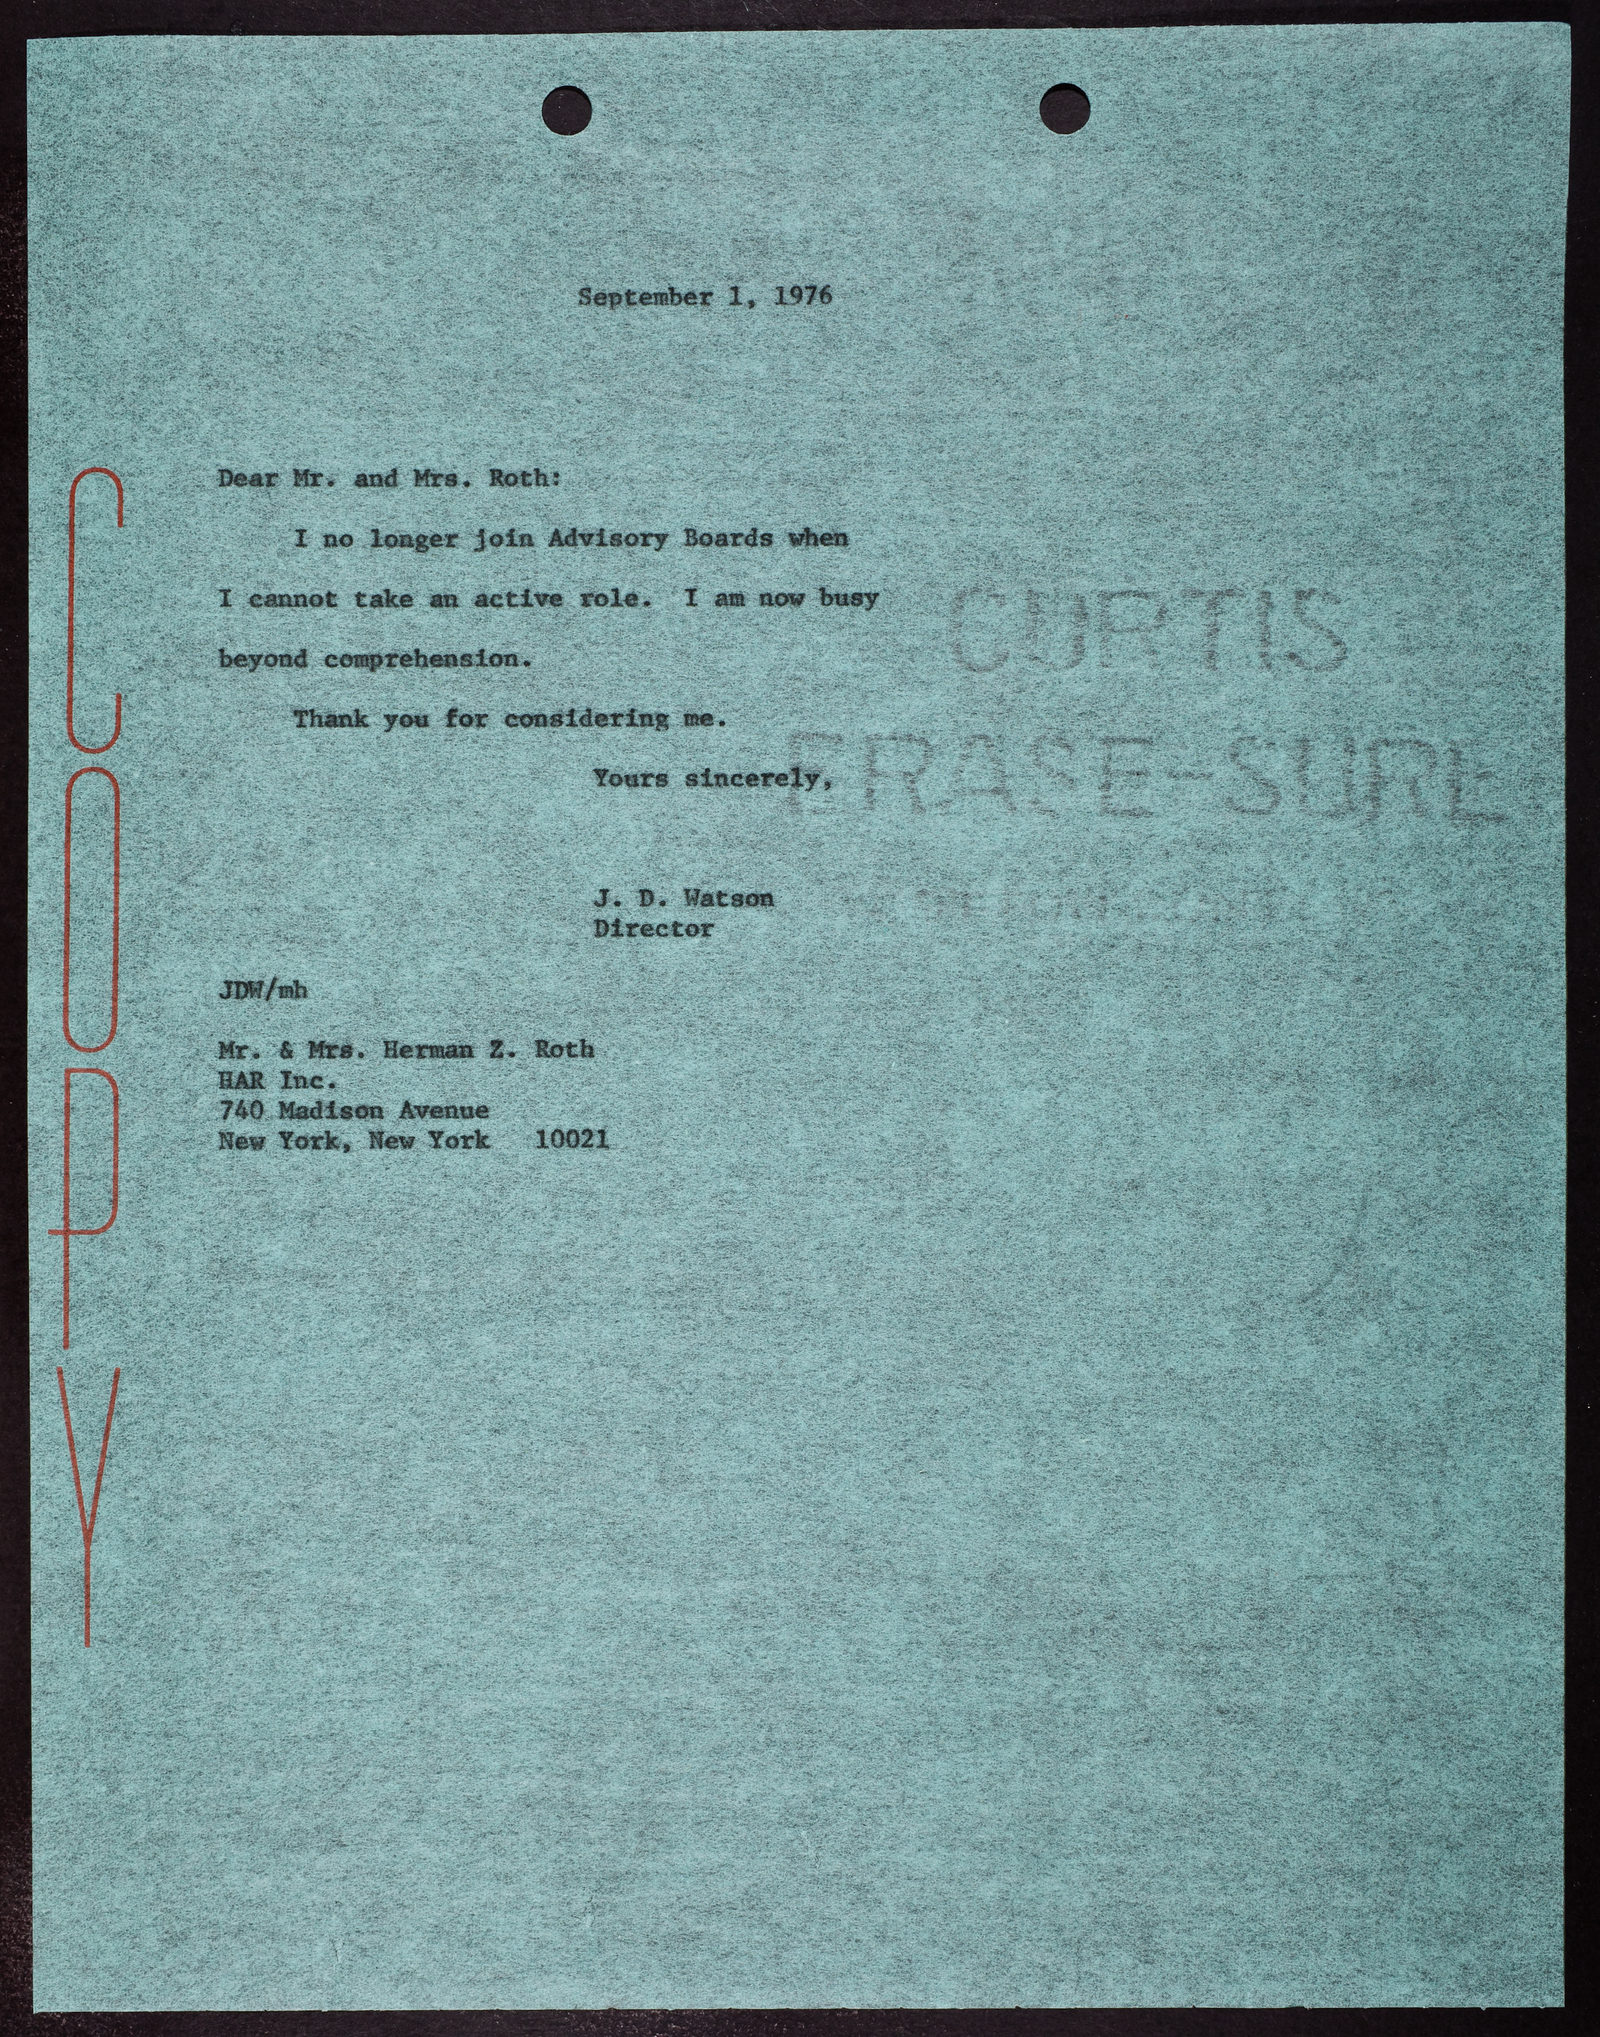 September 1, 1976
Dear Mr. and Mrs. Roth:
I no longer join Advisory Boards when
I cannot take an active role. I am now busy
beyond comprehension.
Thank you for considering me.
Yours sincerely,
J. D. Watson
Director
JDW/mh
Mr. & Mrs. Herman Z. Roth
HAR Inc.
740 Madison Avenue
New York, New York 10021
COPY
CURTIS
ERASE-SURE